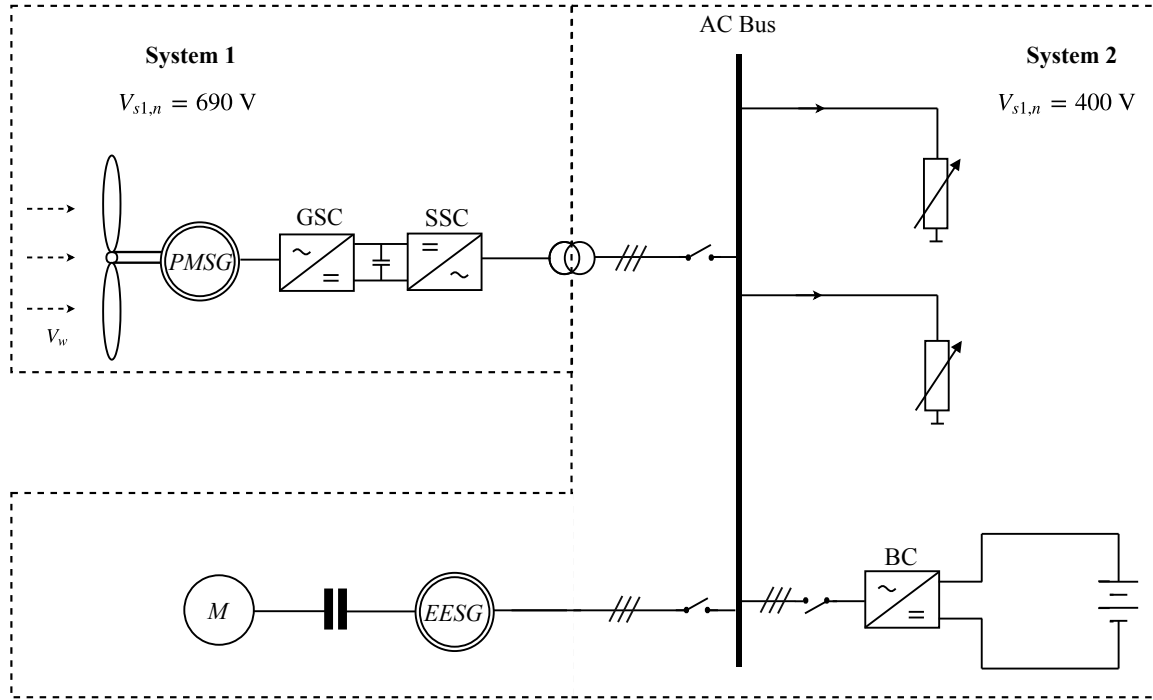 AC Bus
System 1
V_{s1,n} = 690 V
System 2
V_{s1,n} = 400 V
GSC
SSC
PMSG
V_w
BC
M
EESG